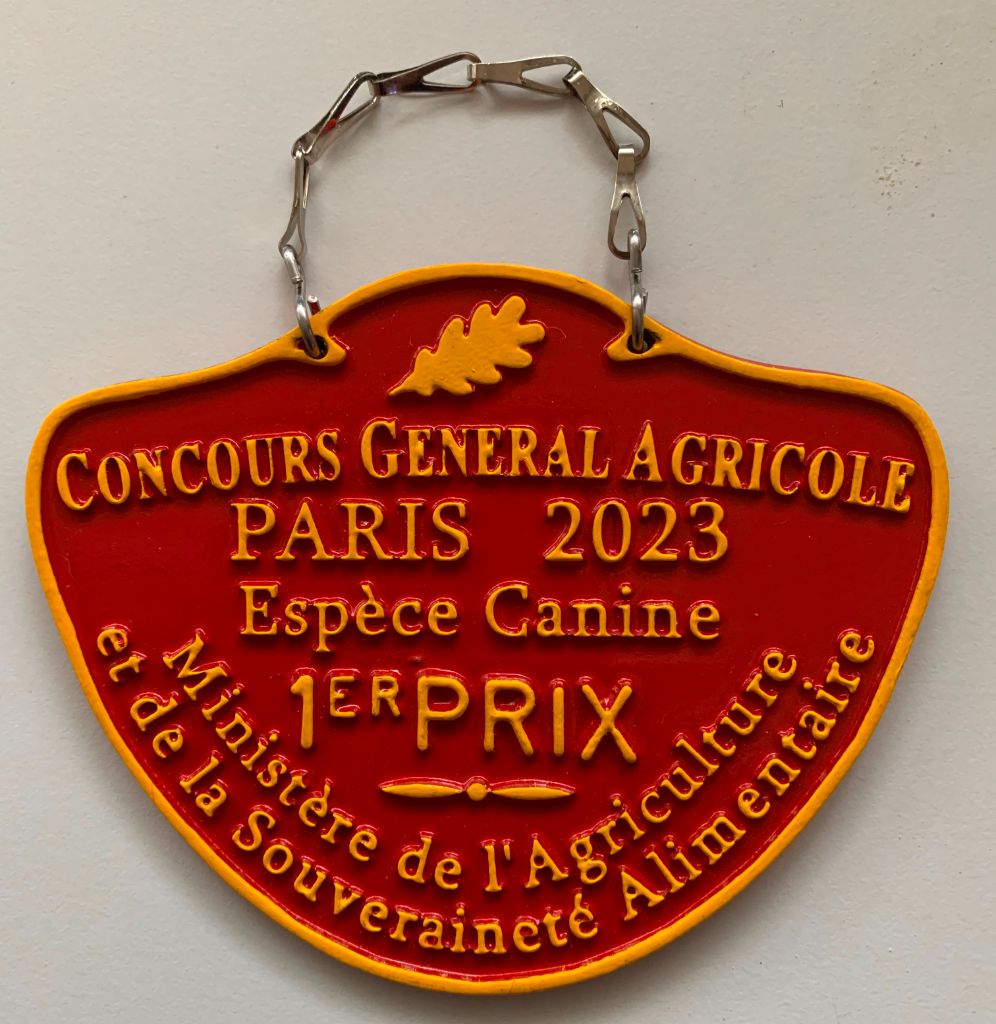 CONCOURS GENERAL AGRICOLE
PARIS 2023
Espèce Canine
1ER PRIX
Ministère de l'Agriculture
et de la Souveraineté Alimentaire